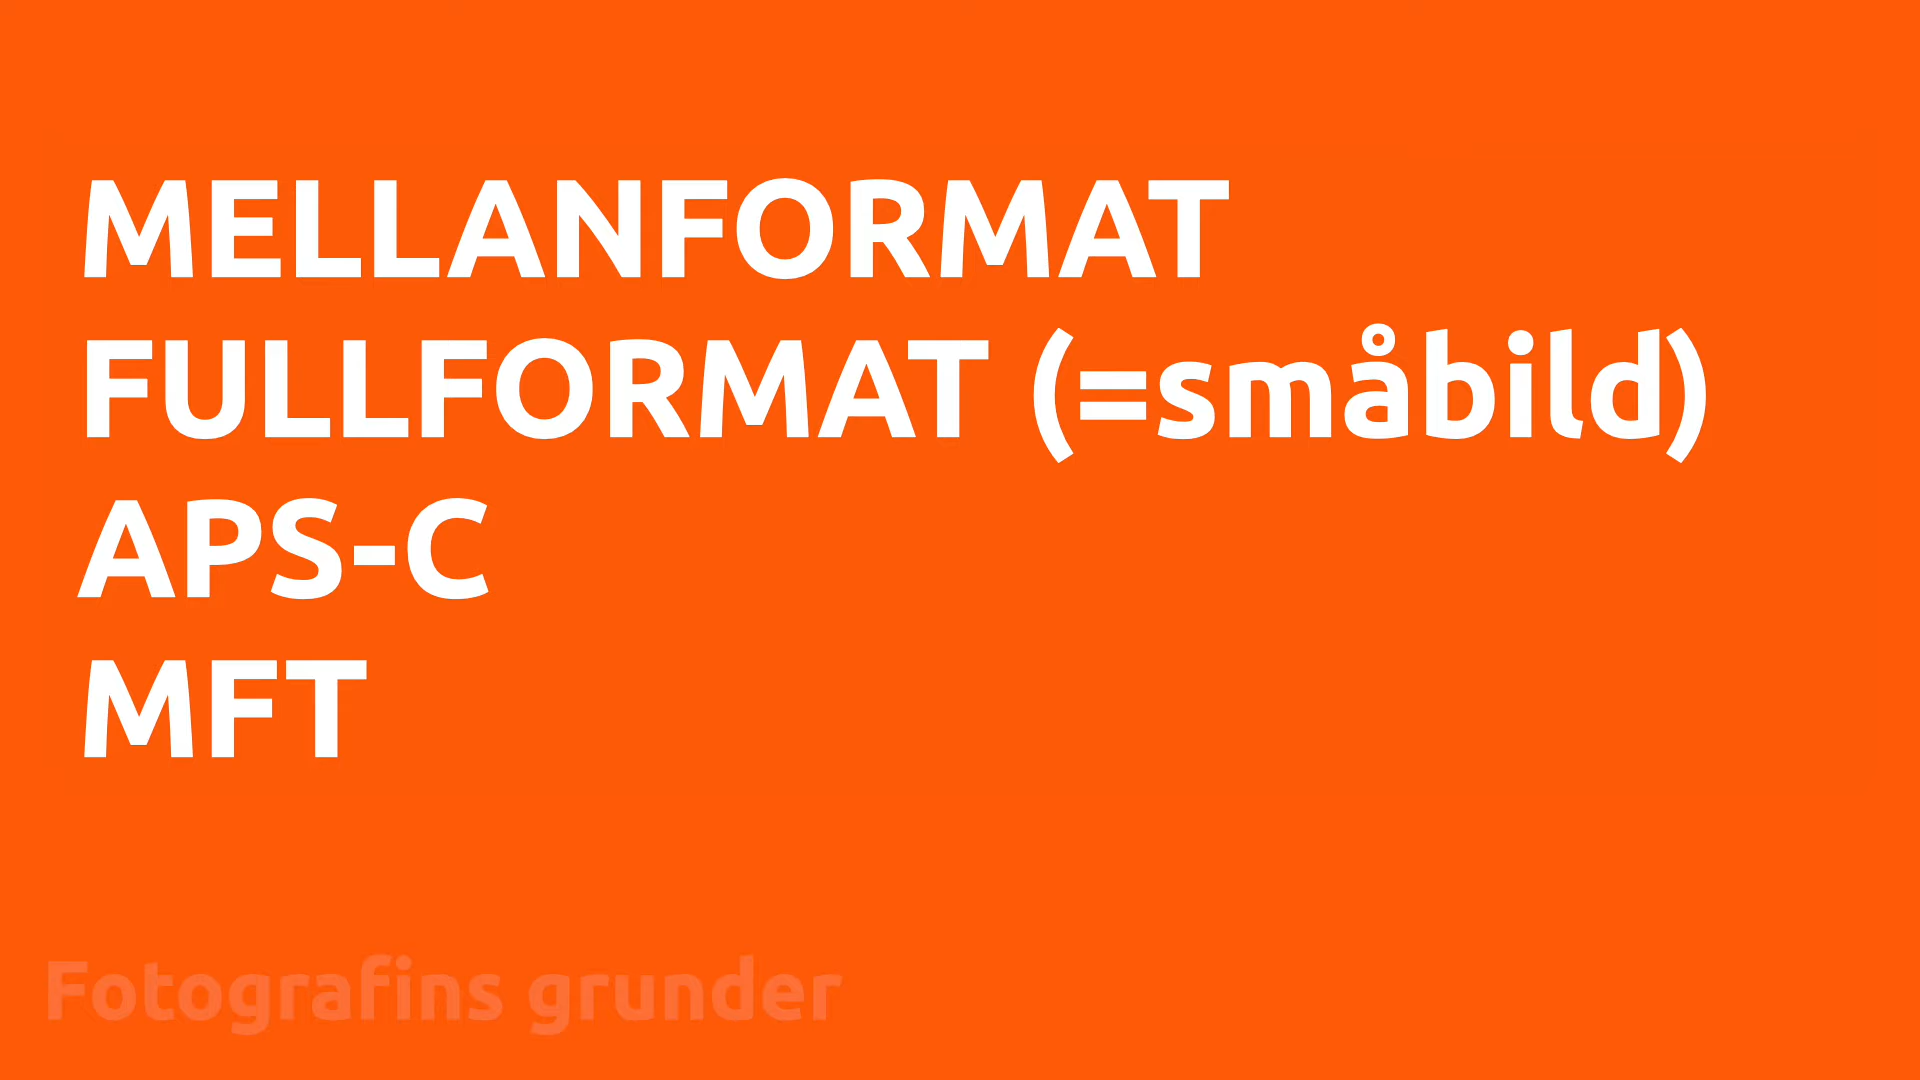 MELLANFORMAT
FULLFORMAT (=småbild)
APS-C
MFT
Fotografins grunder